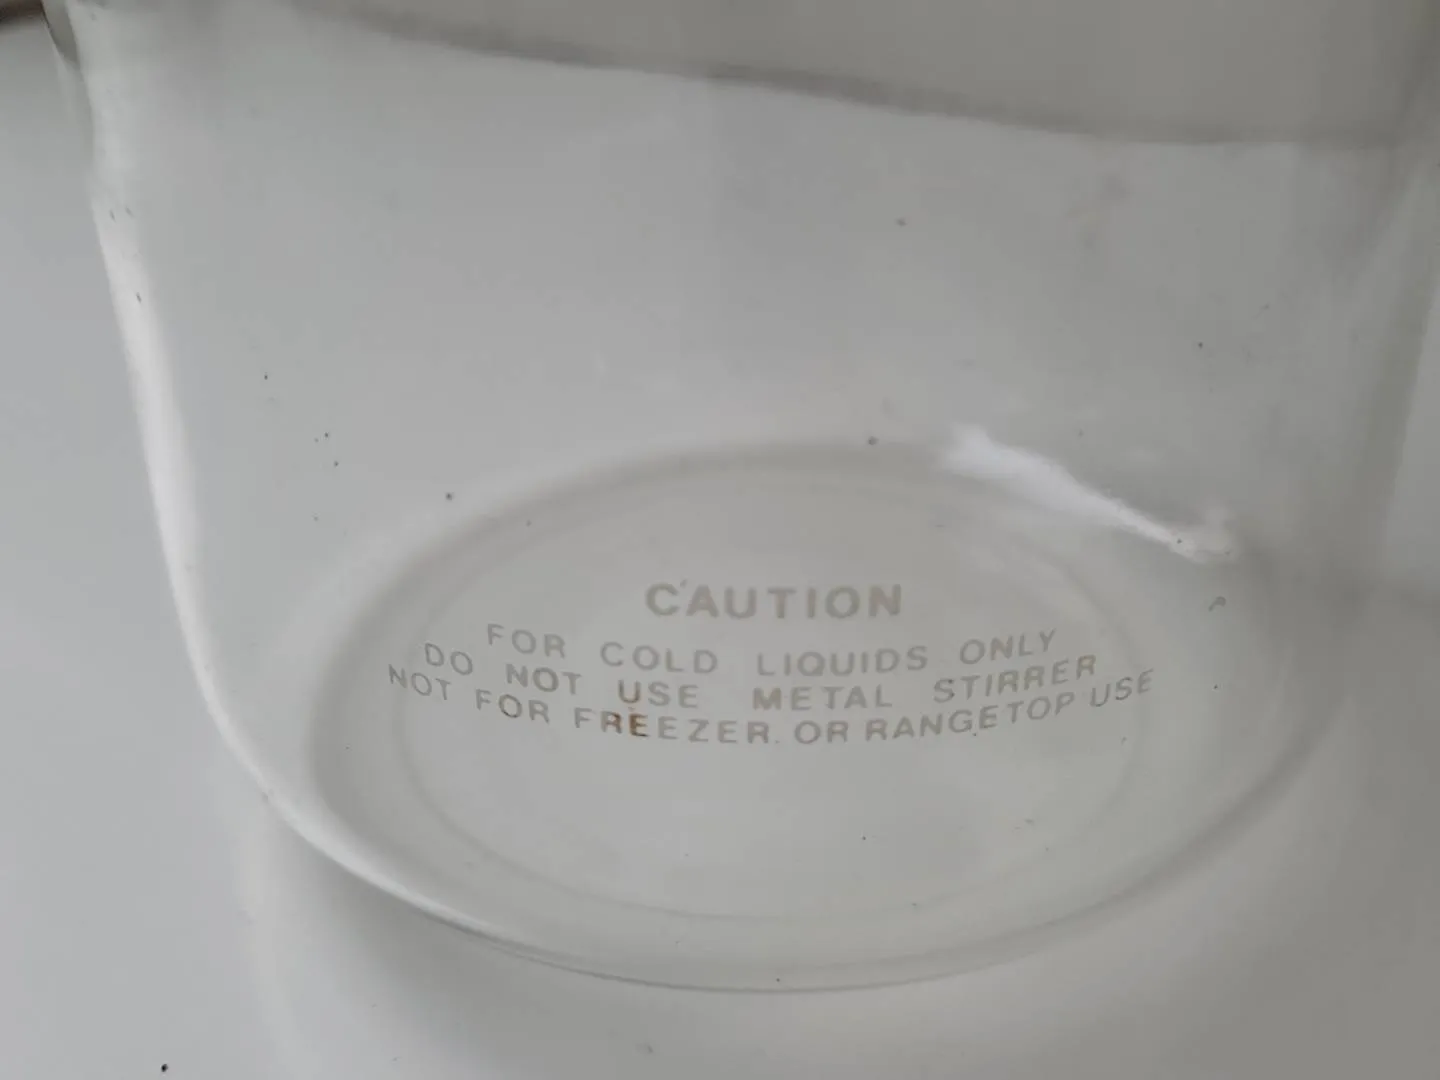 CAUTION
FOR COLD LIQUIDS ONLY
DO NOT USE METAL STIRRER
NOT FOR FREEZER OR RANGETOP USE